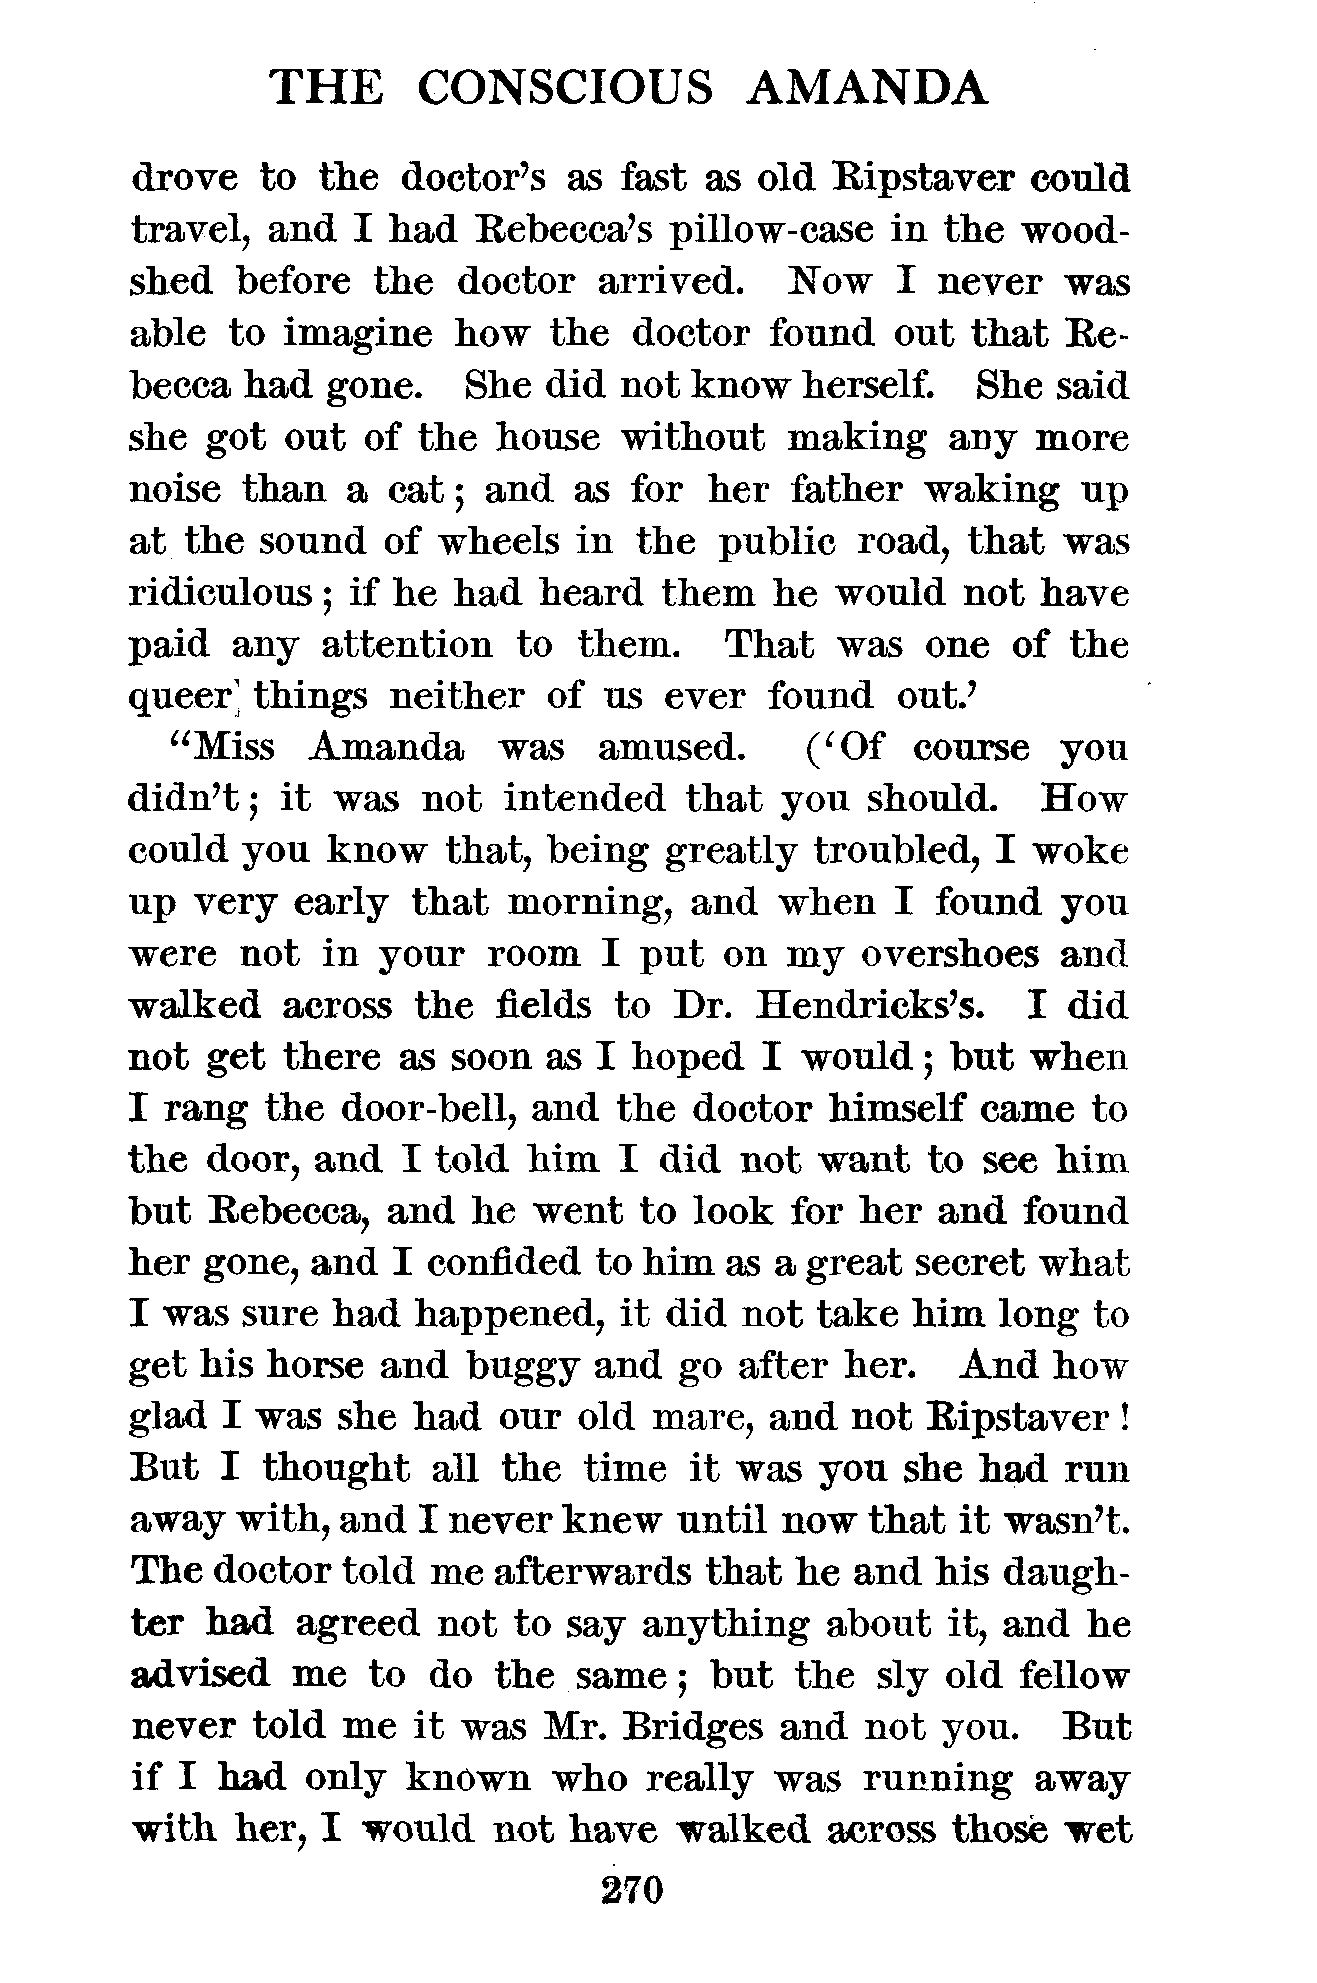 THE CONSCIOUS AMANDA
drove to the doctor's as fast as old Ripstaver could
travel, and I had Rebecca's pillow-case in the wood-
shed before the doctor arrived. Now I never was
able to imagine how the doctor found out that Re-
becca had gone. She did not know herself. She said
she got out of the house without making any more
noise than a cat; and as for her father waking up
at the sound of wheels in the public road, that was
ridiculous; if he had heard them he would not have
paid any attention to them. That was one of the
queer things neither of us ever found out.'
"Miss Amanda was amused. ('Of course you
didn't; it was not intended that you should. How
could you know that, being greatly troubled, I woke
up very early that morning, and when I found you
were not in your room I put on my overshoes and
walked across the fields to Dr. Hendricks's. I did
not get there as soon as I hoped I would; but when
I rang the door-bell, and the doctor himself came to
the door, and I told him I did not want to see him
but Rebecca, and he went to look for her and found
her gone, and I confided to him as a great secret what
I was sure had happened, it did not take him long to
get his horse and buggy and go after her. And how
glad I was she had our old mare, and not Ripstaver!
But I thought all the time it was you she had run
away with, and I never knew until now that it wasn't.
The doctor told me afterwards that he and his daugh-
ter had agreed not to say anything about it, and he
advised me to do the same; but the sly old fellow
never told me it was Mr. Bridges and not you. But
if I had only known who really was running away
with her, I would not have walked across those wet
270